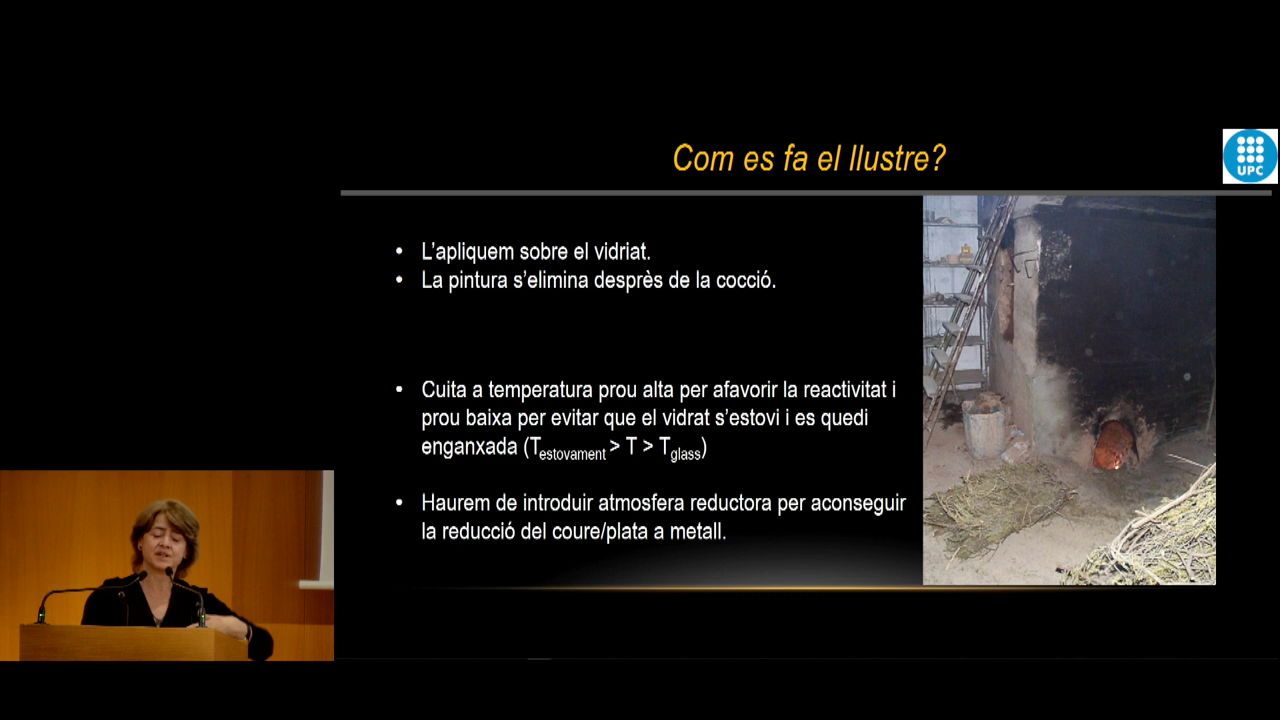 Com es fa el llustre?
UPC
• L’apliquem sobre el vidriat.
• La pintura s’elimina desprès de la cocció.
• Cuita a temperatura prou alta per afavorir la reactivitat i
prou baixa per evitar que el vidrat s’estovi i es quedi
enganxada (Testovament > T > Tglass)
• Haurem de introduir atmosfera reductora per aconseguir
la reducció del coure/plata a metall.